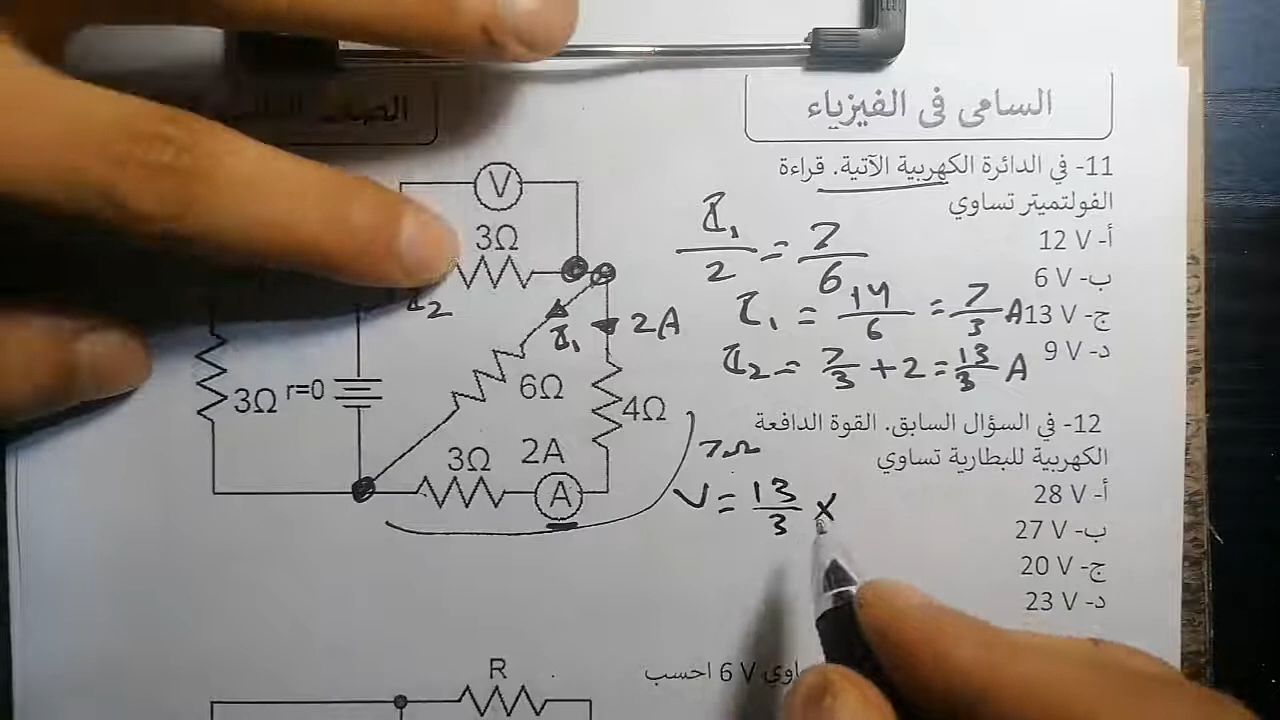 السامى فى الفيزياء
11- في الدائرة الكهربية الآتية. قراءة
الفولتميتر تساوي
أ- 12 V
ب- 6 V
ج- 13 V
د- 9 V
I₁/2 = 7/6
I₁ = 14/6 = 7/3 A
I₂ = 7/3 + 2 = 13/3 A
V
3Ω
I₂
I₁
2A
3Ω
r=0
6Ω
4Ω
3Ω
2A
A
7Ω
V = 13/3 ×
12- في السؤال السابق. القوة الدافعة
الكهربية للبطارية تساوي
أ- 28 V
ب- 27 V
ج- 20 V
د- 23 V
R
6 V احسب